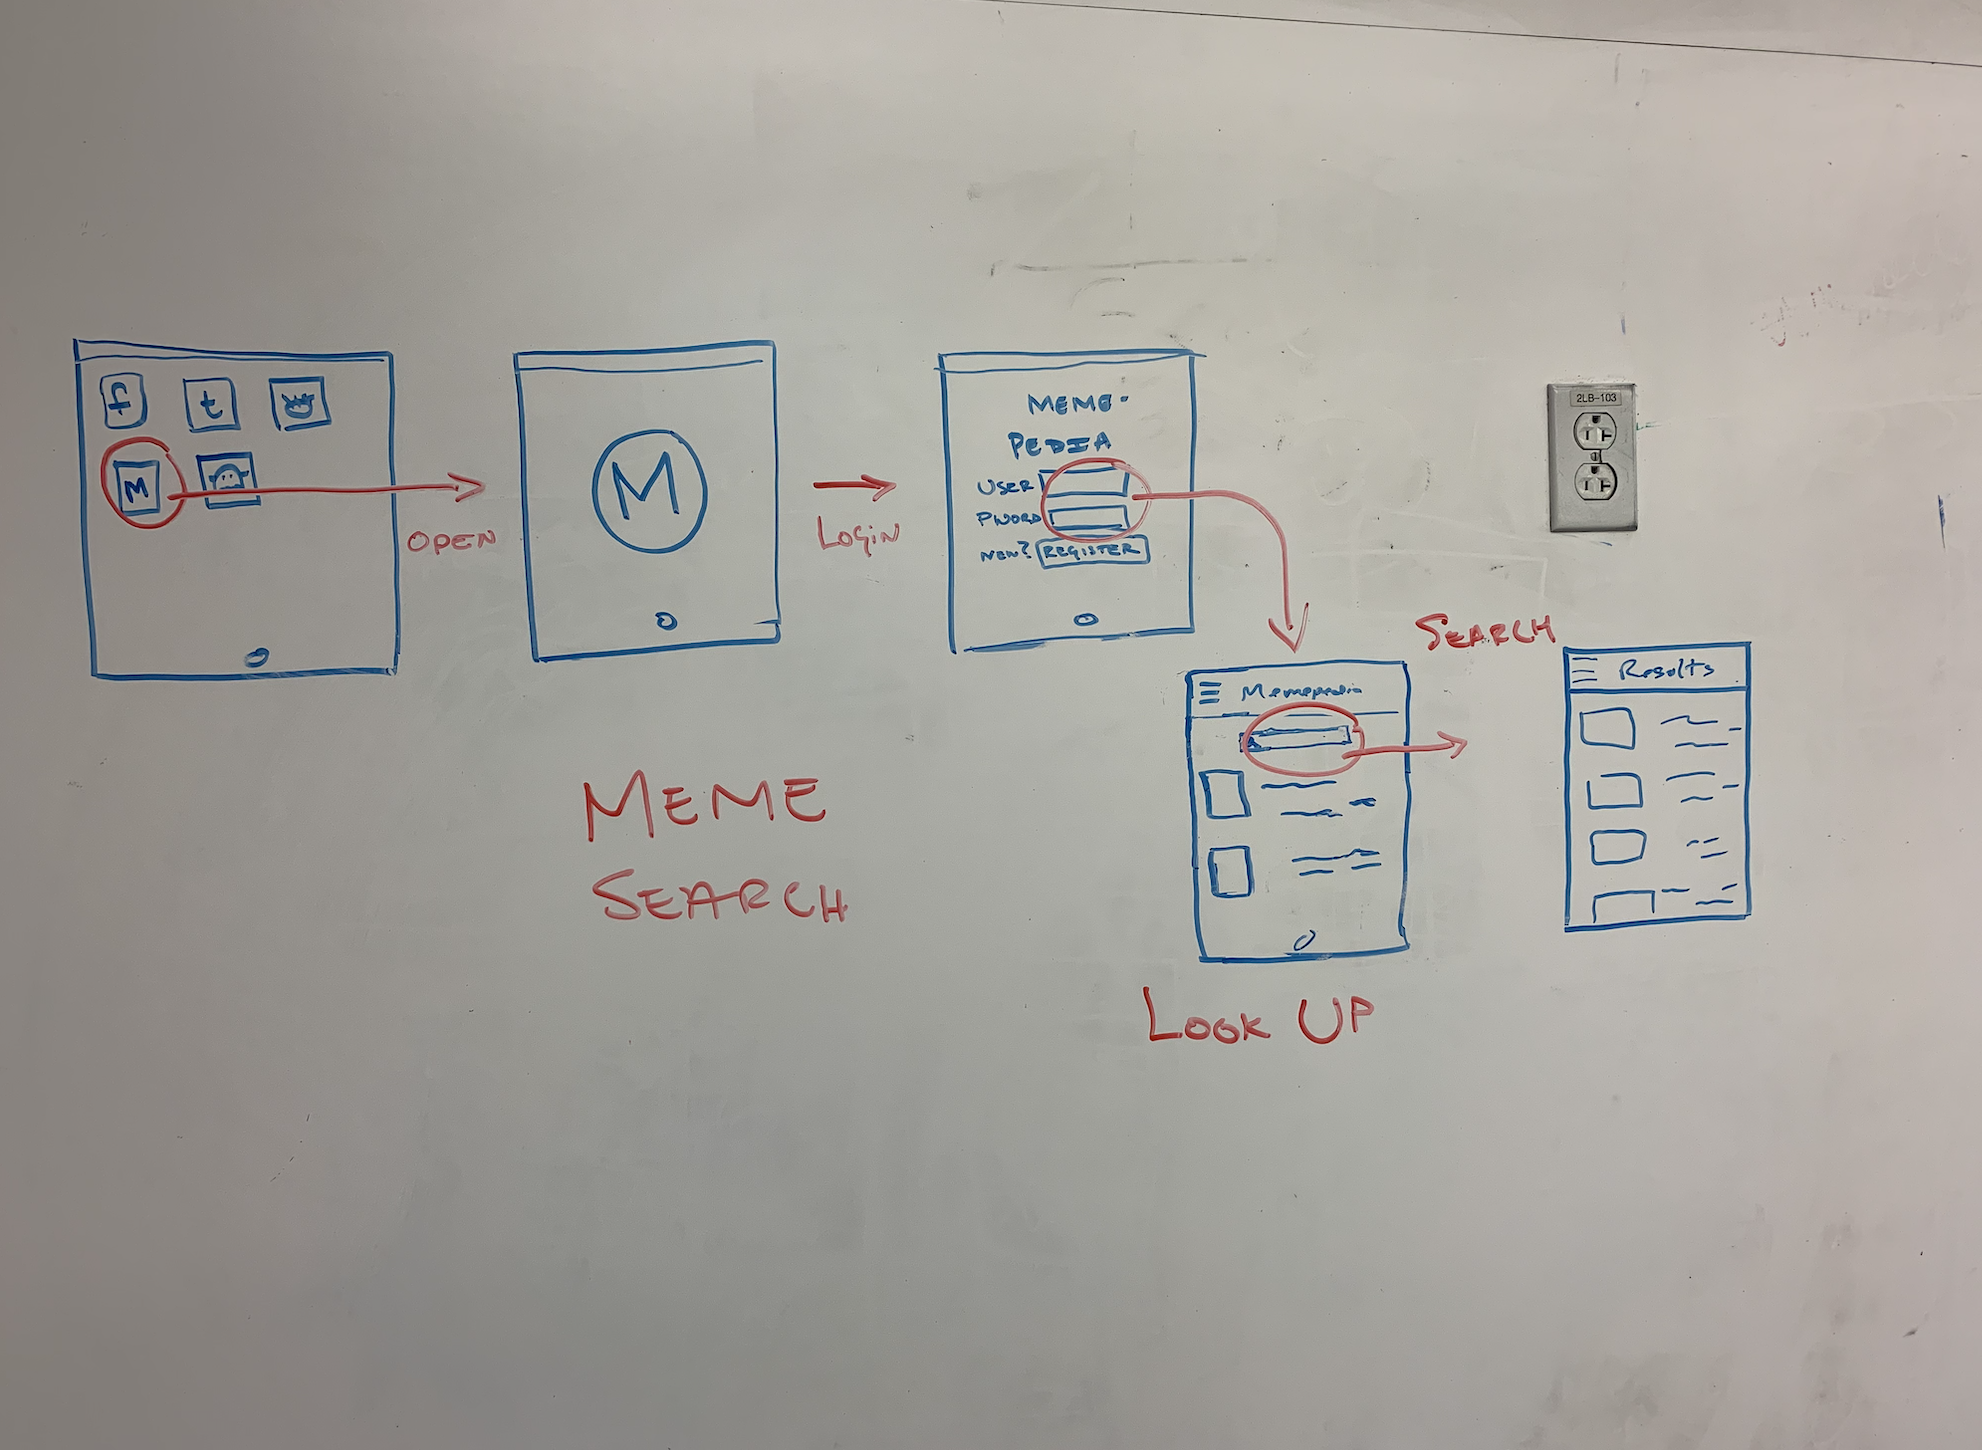 f t
M
OPEN
M
LOGIN
MEME-
PEDIA
USER
PWORD
NEW? REGISTER
2LB-103
SEARCH
Memepedia
Results
MEME
SEARCH
LOOK UP